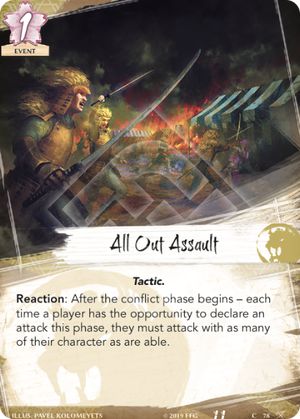 1
EVENT
All Out Assault
Tactic.
Reaction: After the conflict phase begins – each
time a player has the opportunity to declare an
attack this phase, they must attack with as many
of their character as are able.
ILLUS: PAVEL KOLOMEYETS ©2019 FFG 11 C 78